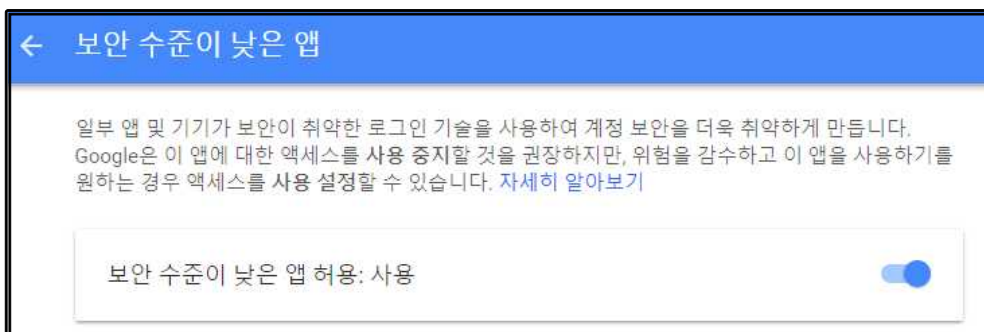 보안 수준이 낮은 앱
일부 앱 및 기기가 보안이 취약한 로그인 기술을 사용하여 계정 보안을 더욱 취약하게 만듭니다.
Google은 이 앱에 대한 액세스를 사용 중지할 것을 권장하지만, 위험을 감수하고 이 앱을 사용하기를
원하는 경우 액세스를 사용 설정할 수 있습니다. 자세히 알아보기
보안 수준이 낮은 앱 허용: 사용